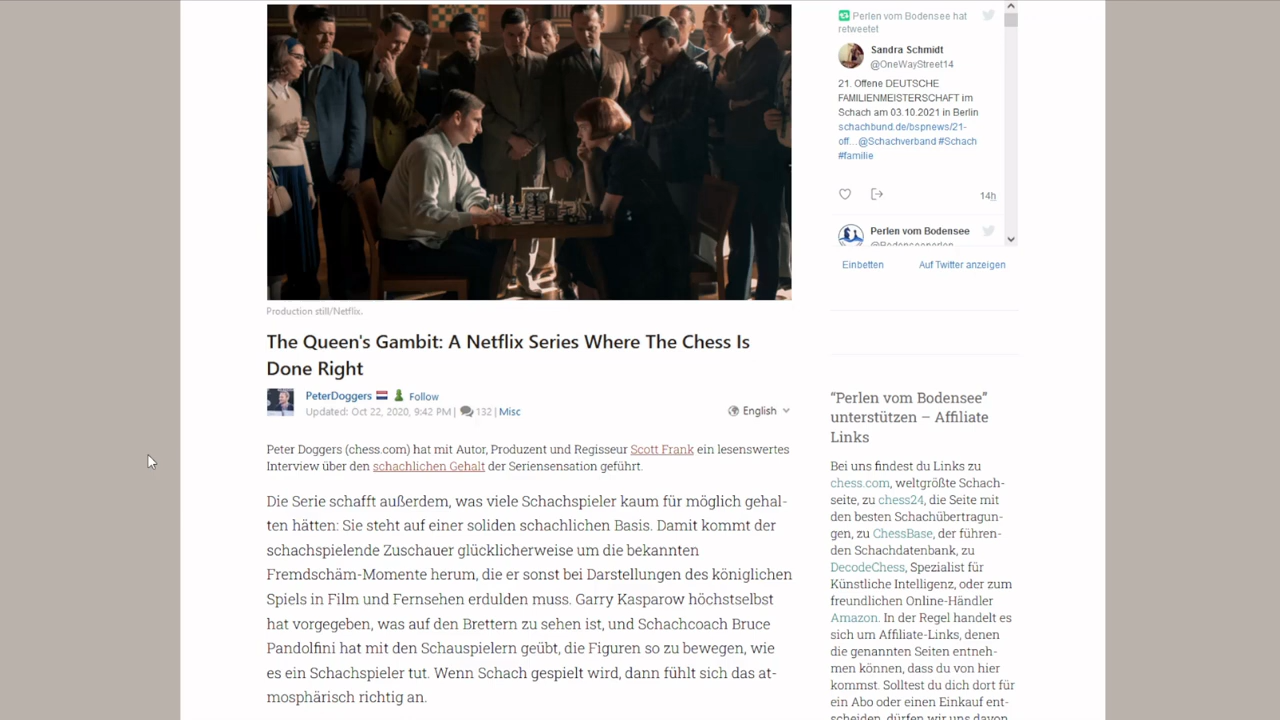 Production still/Netflix.
The Queen's Gambit: A Netflix Series Where The Chess Is
Done Right
PeterDoggers Follow
Updated: Oct 22, 2020, 9:42 PM | 132 | Misc
English
Peter Doggers (chess.com) hat mit Autor, Produzent und Regisseur Scott Frank ein lesenswertes
Interview über den schachlichen Gehalt der Seriensensation geführt.
Die Serie schafft außerdem, was viele Schachspieler kaum für möglich gehal-
ten hätten: Sie steht auf einer soliden schachlichen Basis. Damit kommt der
schachspielende Zuschauer glücklicherweise um die bekannten
Fremdschäm-Momente herum, die er sonst bei Darstellungen des königlichen
Spiels in Film und Fernsehen erdulden muss. Garry Kasparow höchstselbst
hat vorgegeben, was auf den Brettern zu sehen ist, und Schachcoach Bruce
Pandolfini hat mit den Schauspielern geübt, die Figuren so zu bewegen, wie
es ein Schachspieler tut. Wenn Schach gespielt wird, dann fühlt sich das at-
mosphärisch richtig an.
Perlen vom Bodensee hat
retweetet
Sandra Schmidt
@OneWayStreet14
21. Offene DEUTSCHE
FAMILIENMEISTERSCHAFT im
Schach am 03.10.2021 in Berlin
schachbund.de/bspnews/21-
off…@Schachverband #Schach
#familie
14h
Perlen vom Bodensee
@Bodenseeperlen
Einbetten
Auf Twitter anzeigen
“Perlen vom Bodensee”
unterstützen – Affiliate
Links
Bei uns findest du Links zu
chess.com, weltgrößte Schach-
seite, zu chess24, die Seite mit
den besten Schachübertragun-
gen, zu ChessBase, der führen-
den Schachdatenbank, zu
DecodeChess, Spezialist für
Künstliche Intelligenz, oder zum
freundlichen Online-Händler
Amazon. In der Regel handelt es
sich um Affiliate-Links, denen
die genannten Seiten entneh-
men können, dass du von hier
kommst. Solltest du dich dort für
ein Abo oder einen Einkauf ent-
scheiden, dürfen wir uns davon